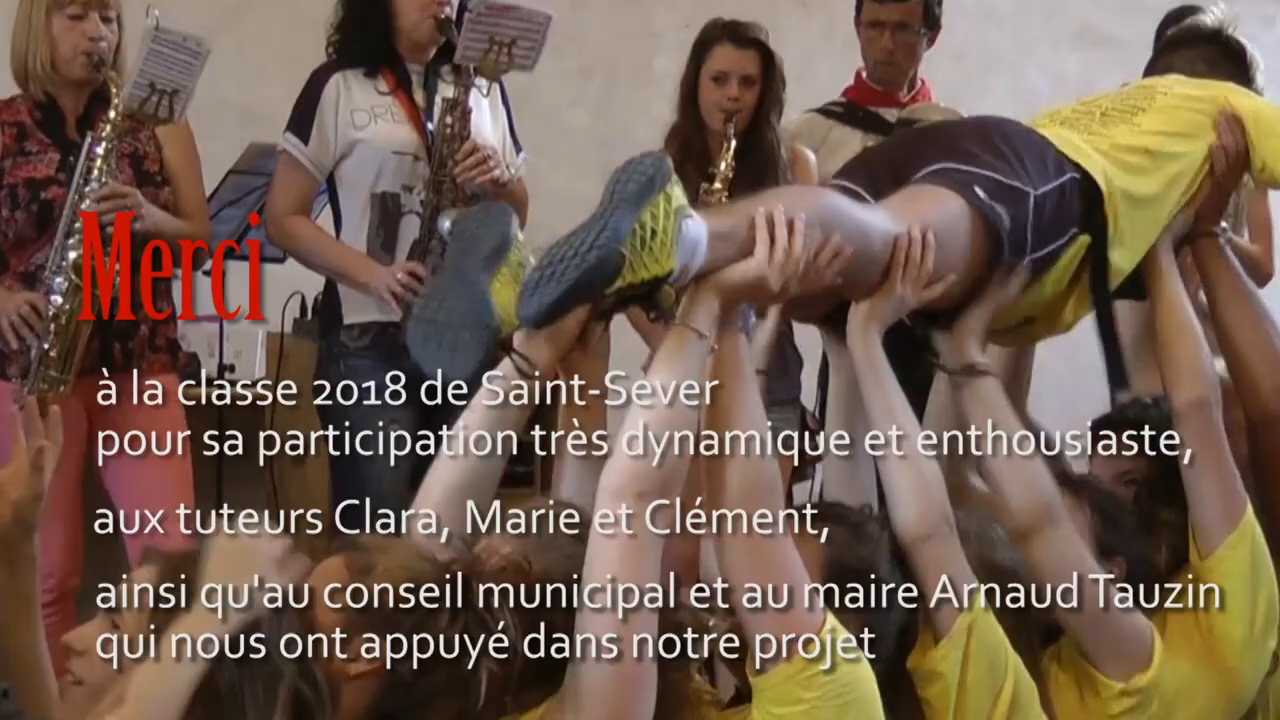 DRE
Merci
à la classe 2018 de Saint-Sever
pour sa participation très dynamique et enthousiaste,
aux tuteurs Clara, Marie et Clément,
ainsi qu'au conseil municipal et au maire Arnaud Tauzin
qui nous ont appuyé dans notre projet